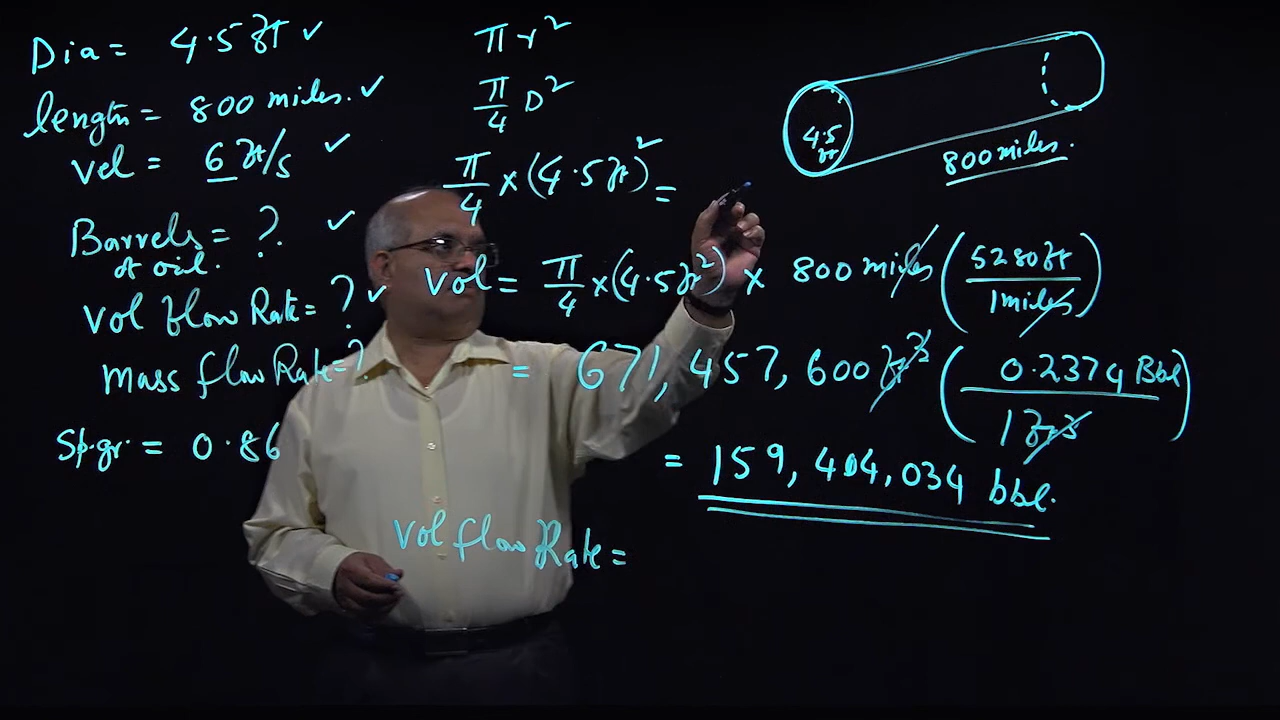 Dia = 4.5 ft ✓
length = 800 miles. ✓
vel = 6 ft/s ✓
Barrels = ? ✓
of oil.
Vol flow Rate = ? ✓
mass flow Rate = ?
Sp.gr. = 0.86
π r²
π/4 D²
π/4 × (4.5 ft)² =
4.5 ft
800 miles.
Vol = π/4 × (4.5 ft²) × 800 miles (5280 ft / 1 miles)
= 671,457,600 ft³ (0.2374 Bbl / 1 ft³)
= 159,404,034 bbl.
Vol flow Rate =